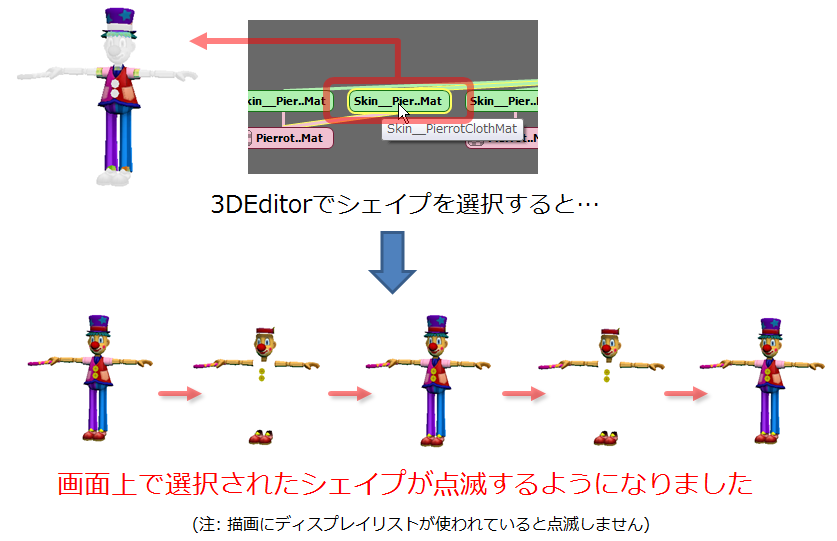 kin__Pier..Mat
Skin__Pier..Mat
Skin__Pier..Mat
Skin__PierrotClothMat
Pierrot..Mat
Pierrot..M
3DEditorでシェイプを選択すると…
画面上で選択されたシェイプが点滅するようになりました
(注: 描画にディスプレイリストが使われていると点滅しません)